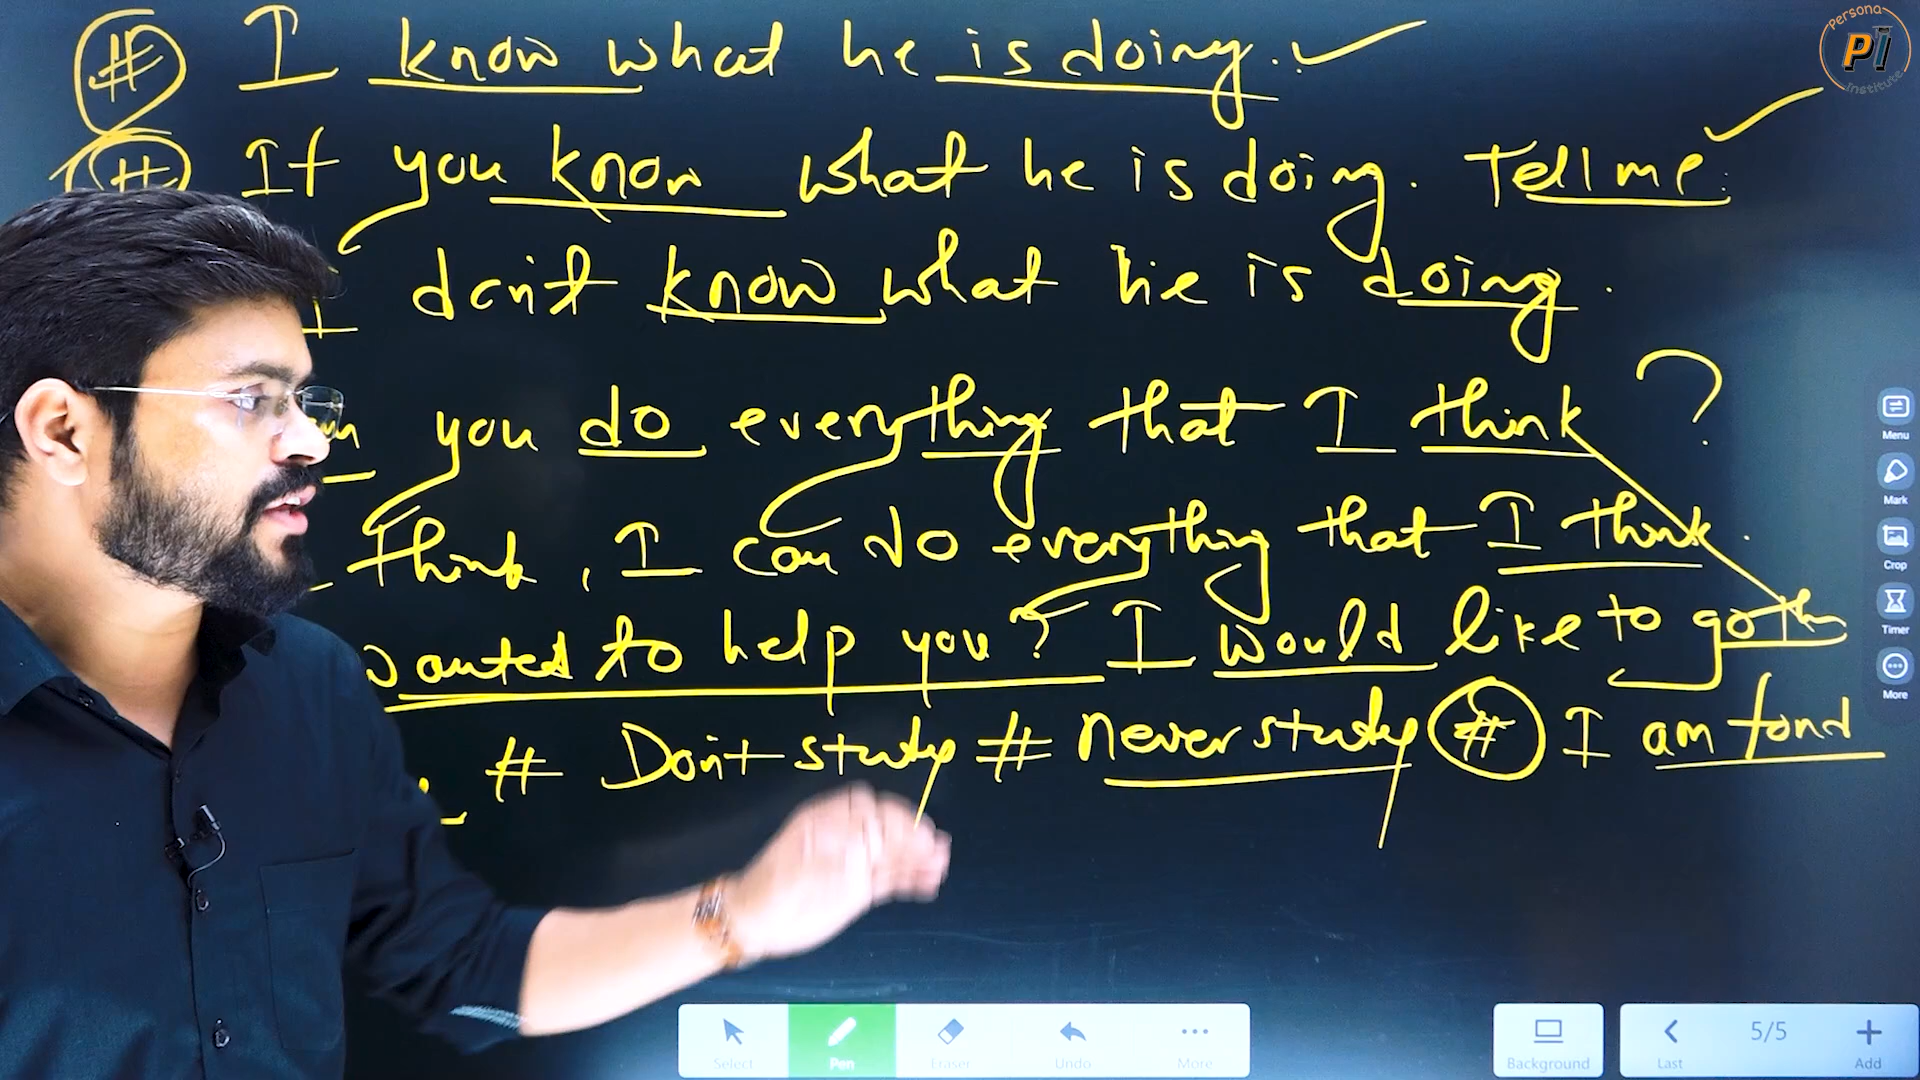 # I know what he is doing.
# If you know what he is doing. Tell me.
I don't know what he is doing.
you do everything that I think ?
Think, I can do everything that I think.
wanted to help you? I would like to go
# Don't study # never study # I am fond
Persona
PI
Institute
Menu
Mark
Crop
Timer
More
Select
Pen
Eraser
Undo
More
Background
Last
5/5
Add